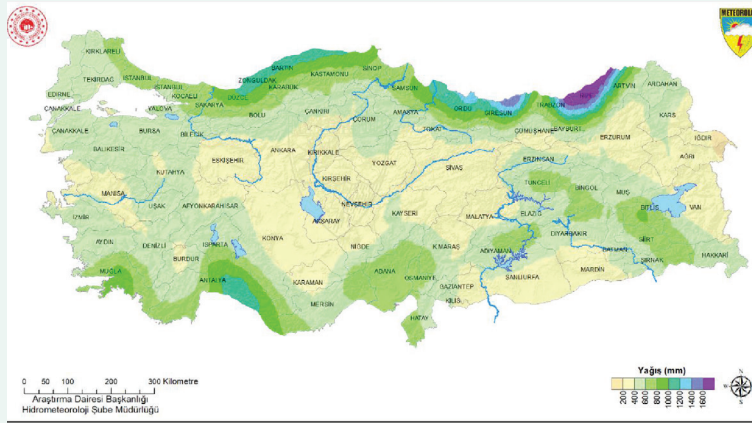 METEOROLOJİ
KIRKLARELİ
TEKİRDAĞ
İSTANBUL
İSTANBUL
EDİRNE
ÇANAKKALE
ÇANAKKALE
YALOVA
KOCAELİ
SAKARYA
DÜZCE
ZONGULDAK
BARTIN
KARABÜK
KASTAMONU
SİNOP
SAMSUN
BOLU
ÇANKIRI
ÇORUM
AMASYA
TOKAT
ORDU
GİRESUN
TRABZON
ARTVİN
ARDAHAN
KARS
GÜMÜŞHANE
BAYBURT
ERZURUM
IĞDIR
AĞRI
BURSA
BİLECİK
BALIKESİR
KÜTAHYA
ESKİŞEHİR
ANKARA
KIRIKKALE
YOZGAT
SİVAS
ERZİNCAN
TUNCELİ
BİNGÖL
MUŞ
BİTLİS
VAN
MANİSA
UŞAK
AFYONKARAHİSAR
KIRŞEHİR
NEVŞEHİR
AKSARAY
KAYSERİ
MALATYA
ELAZIĞ
DİYARBAKIR
BATMAN
SİİRT
ŞIRNAK
HAKKARİ
İZMİR
AYDIN
DENİZLİ
ISPARTA
BURDUR
KONYA
NİĞDE
K.MARAŞ
ADIYAMAN
MARDİN
MUĞLA
ANTALYA
KARAMAN
MERSİN
ADANA
OSMANİYE
GAZİANTEP
KİLİS
ŞANLIURFA
HATAY
0 50 100 200 300 Kilometre
Araştırma Dairesi Başkanlığı
Hidrometeoroloji Şube Müdürlüğü
Yağış (mm)
200 400 600 800 1000 1200 1400 1600
N
W
E
S